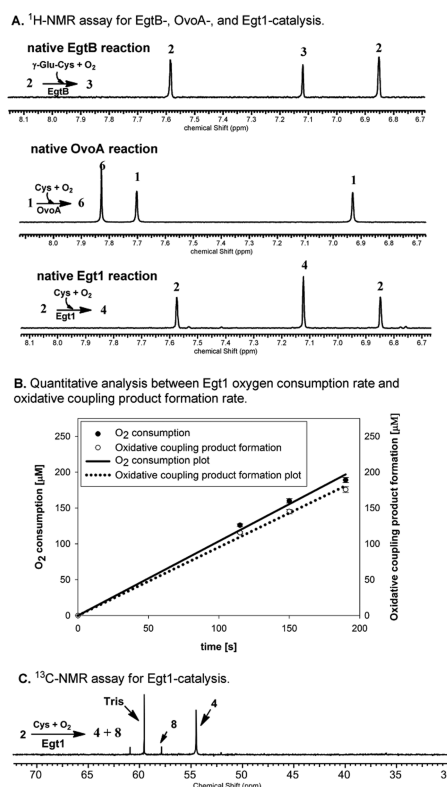 A. ¹H-NMR assay for EgtB-, OvoA-, and Egt1-catalysis.
native EgtB reaction
γ-Glu-Cys + O₂
2 3
EgtB
2 3 2
8.1 8.0 7.9 7.8 7.7 7.6 7.5 7.4 7.3 7.2 7.1 7.0 6.9 6.8 6.7
chemical Shift (ppm)
native OvoA reaction
Cys + O₂
1 6
OvoA
6 1 1
8.0 7.9 7.8 7.7 7.6 7.5 7.4 7.3 7.2 7.1 7.0 6.9 6.8 6.7
chemical Shift (ppm)
native Egt1 reaction
Cys + O₂
2 4
Egt1
2 4 2
8.1 8.0 7.9 7.8 7.7 7.6 7.5 7.4 7.3 7.2 7.1 7.0 6.9 6.8 6.7
chemical Shift (ppm)
B. Quantitative analysis between Egt1 oxygen consumption rate and
oxidative coupling product formation rate.
O₂ consumption
Oxidative coupling product formation
O₂ consumption plot
Oxidative coupling product formation plot
O₂ consumption [µM]
250
200
150
100
50
0
Oxidative coupling product formation [µM]
250
200
150
100
50
0
0 50 100 150 200
time [s]
C. ¹³C-NMR assay for Egt1-catalysis.
Cys + O₂
2 4 + 8
Egt1
Tris 8 4
70 65 60 55 50 45 40 35 3
Chemical Shift (ppm)